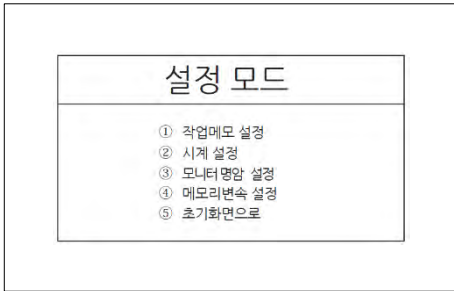 설정 모드
① 작업메모 설정
② 시계 설정
③ 모니터명암 설정
④ 메모리변속 설정
⑤ 초기화면으로